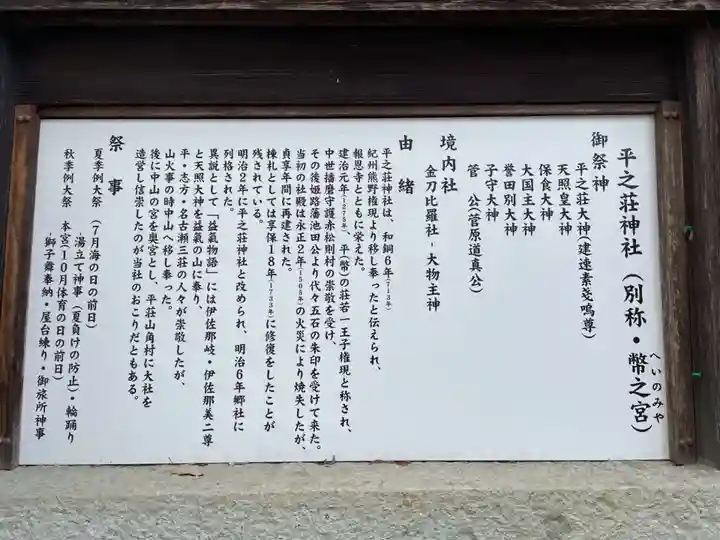 平之荘神社（別称・幣之宮）
へいのみや
御祭神
平之荘大神（建速素戔嗚尊）
天照皇大神
保食大神
大国主大神
誉田別大神
子守大神
菅　公（菅原道真公）
境内社
金刀比羅社-大物主神
由緒
平之荘神社は、和銅６年（７１３年）
紀州熊野権現より移し奉ったと伝えられ、
報恩寺とともに栄えた。
建治元年（１２７５年）、平（幣）の荘若一王子権現と称され、
中世播磨守護赤松則村の崇敬を受け、
その後姫路藩池田公より代々五石の朱印を受けて来た。
当初の社殿は永正２年（１５０５年）の火災により焼失したが、
貞享年間に再建された。
棟札としては享保１８年（１７３３年）に修復をしたことが
残されている。
明治２年に平之荘神社と改められ、明治６年郷社に
列格された。
異説として「益氣物語」には伊佐那岐・伊佐那美二尊
と天照大神を益氣の山に奉り、
平・志方・名古瀬三荘の人々が崇敬したが、
山火事の時中山へ移し奉った。
後に中山の宮を奥宮とし、平荘山角村に大社を
造営し信崇したのが当社のおこりだともある。
祭事
夏季例大祭　（７月海の日の前日）
-湯立て神事（夏負けの防止）・輪踊り
秋季例大祭　本宮（１０月体育の日の前日）
-獅子舞奉納・屋台練り・御旅所神事